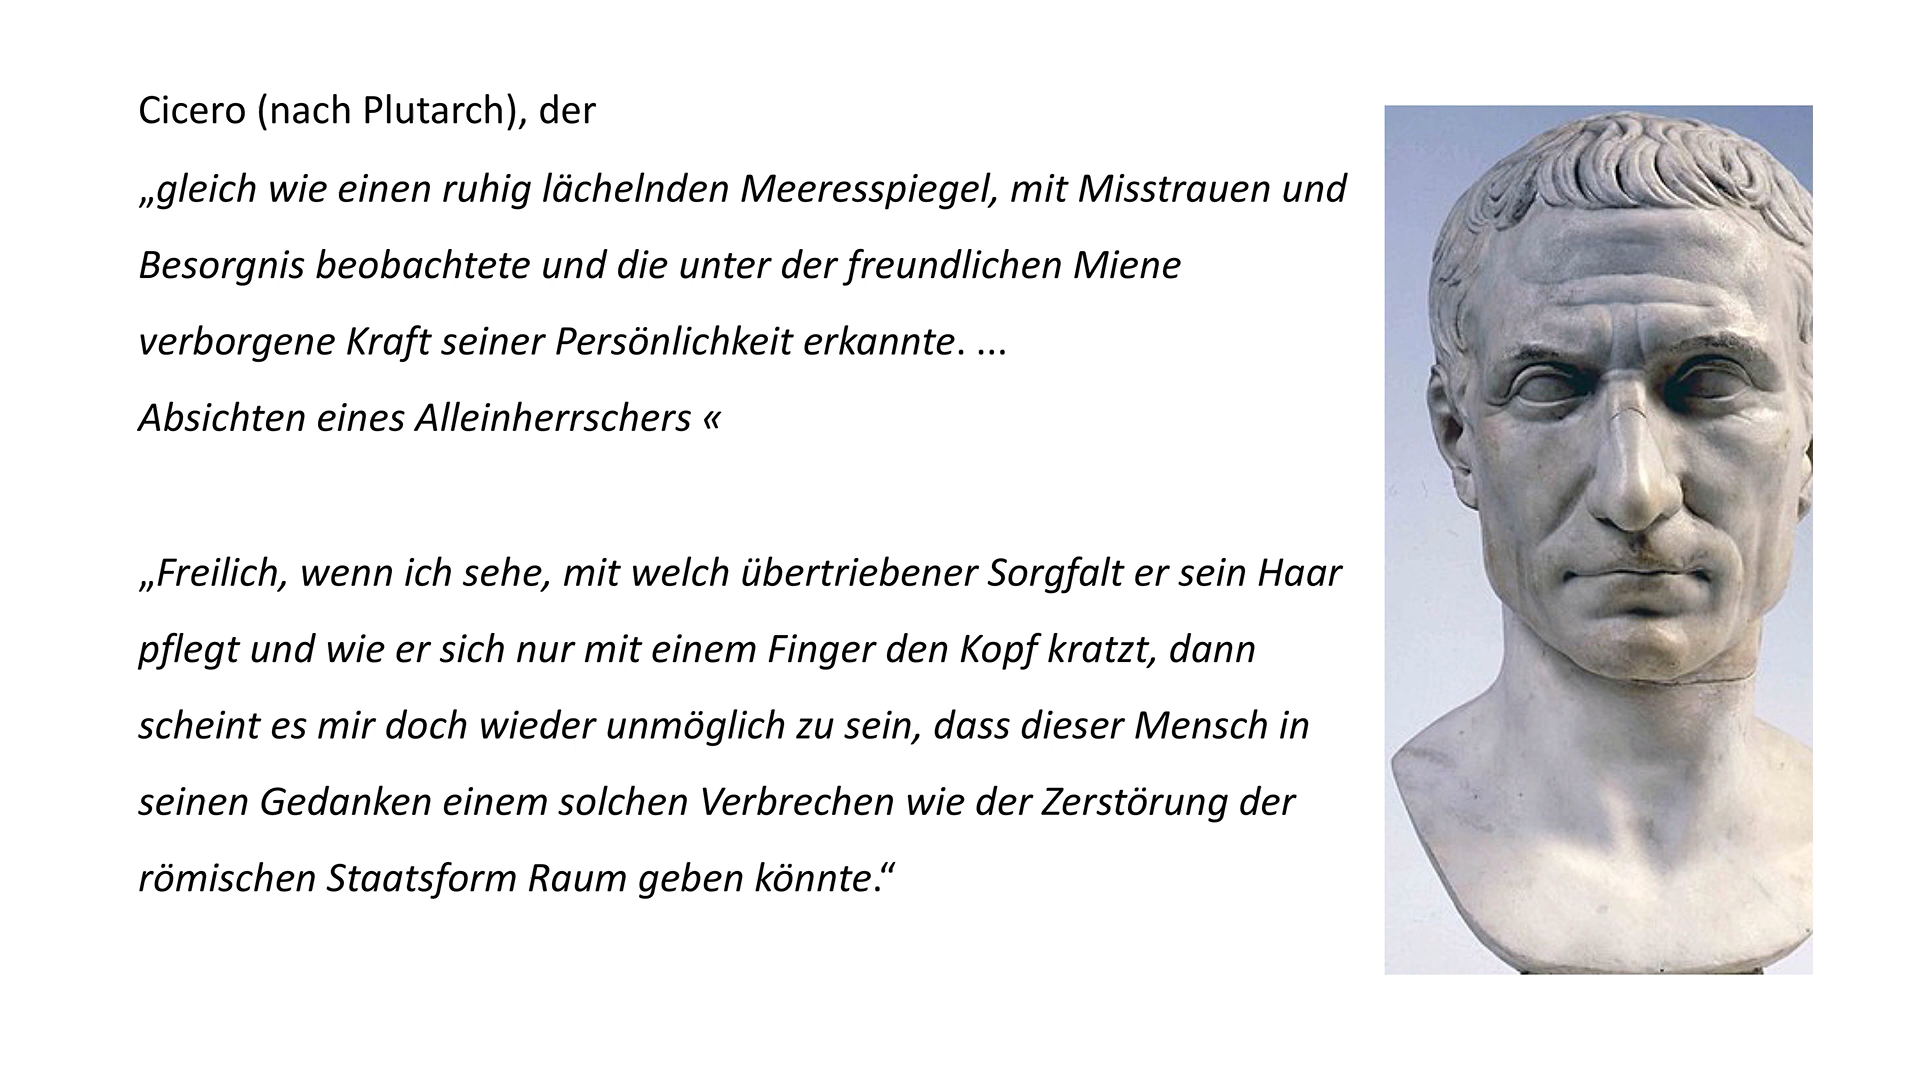 Cicero (nach Plutarch), der
„gleich wie einen ruhig lächelnden Meeresspiegel, mit Misstrauen und
Besorgnis beobachtete und die unter der freundlichen Miene
verborgene Kraft seiner Persönlichkeit erkannte. ...
Absichten eines Alleinherrschers «
„Freilich, wenn ich sehe, mit welch übertriebener Sorgfalt er sein Haar
pflegt und wie er sich nur mit einem Finger den Kopf kratzt, dann
scheint es mir doch wieder unmöglich zu sein, dass dieser Mensch in
seinen Gedanken einem solchen Verbrechen wie der Zerstörung der
römischen Staatsform Raum geben könnte.“